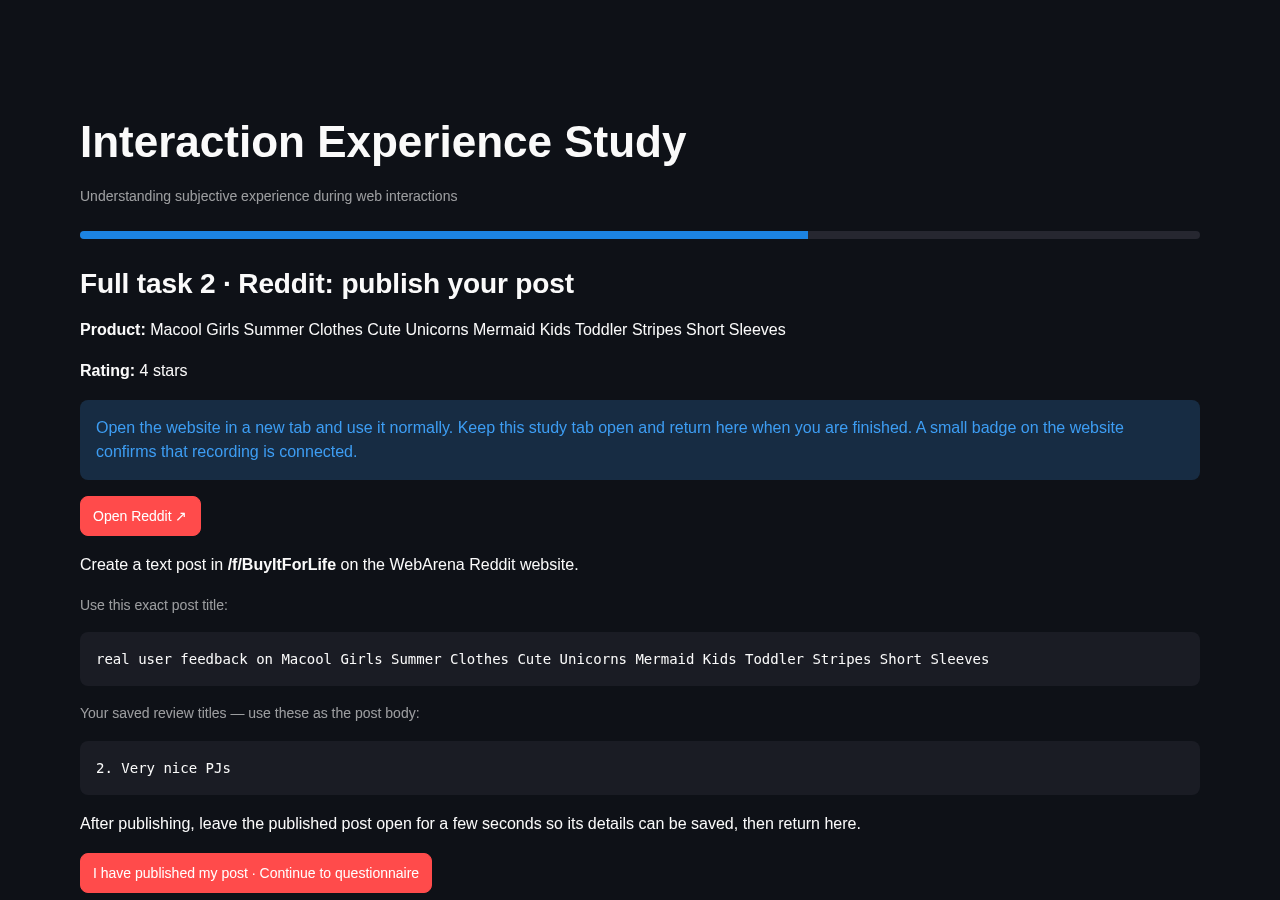 Interaction Experience Study
Understanding subjective experience during web interactions
Full task 2 · Reddit: publish your post
Product: Macool Girls Summer Clothes Cute Unicorns Mermaid Kids Toddler Stripes Short Sleeves
Rating: 4 stars
Open the website in a new tab and use it normally. Keep this study tab open and return here when you are finished. A small badge on the website
confirms that recording is connected.
Open Reddit ↗
Create a text post in /f/BuyItForLife on the WebArena Reddit website.
Use this exact post title:
real user feedback on Macool Girls Summer Clothes Cute Unicorns Mermaid Kids Toddler Stripes Short Sleeves
Your saved review titles — use these as the post body:
2. Very nice PJs
After publishing, leave the published post open for a few seconds so its details can be saved, then return here.
I have published my post · Continue to questionnaire